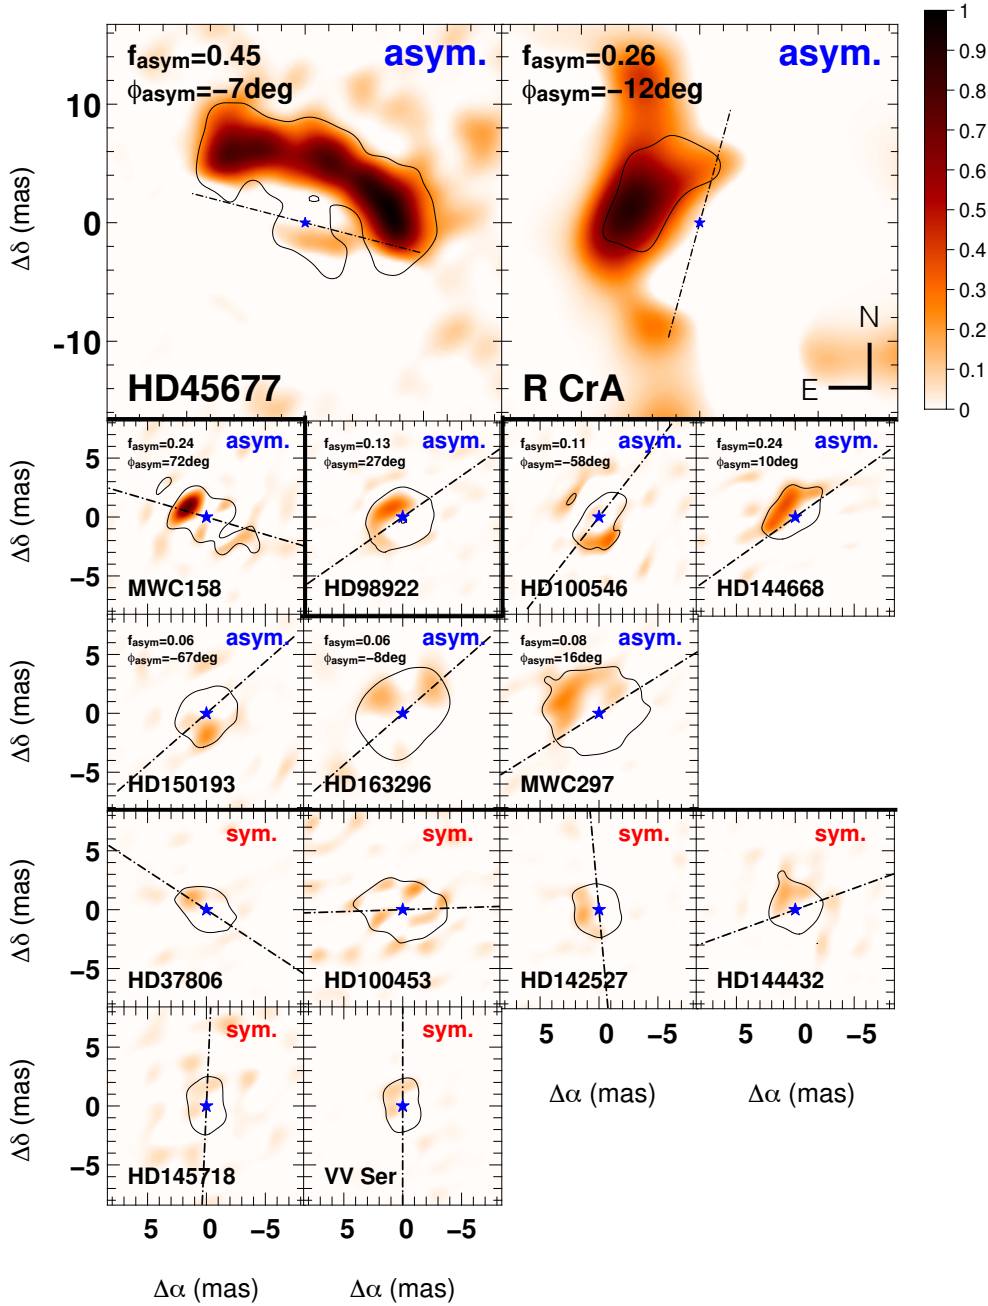 f_asym=0.45 asym.
ϕ_asym=−7deg
10
0
-10
Δδ (mas)
HD45677
f_asym=0.26 asym.
ϕ_asym=−12deg
N
E
R CrA
1
0.9
0.8
0.7
0.6
0.5
0.4
0.3
0.2
0.1
0
f_asym=0.24 asym.
ϕ_asym=72deg
5
0
−5
Δδ (mas)
MWC158
f_asym=0.13 asym.
ϕ_asym=27deg
HD98922
f_asym=0.11 asym.
ϕ_asym=−58deg
HD100546
f_asym=0.24 asym.
ϕ_asym=10deg
HD144668
f_asym=0.06 asym.
ϕ_asym=−67deg
5
0
−5
Δδ (mas)
HD150193
f_asym=0.06 asym.
ϕ_asym=−8deg
HD163296
f_asym=0.08 asym.
ϕ_asym=16deg
MWC297
sym.
5
0
−5
Δδ (mas)
HD37806
sym.
HD100453
sym.
HD142527
5 0 −5
Δα (mas)
sym.
HD144432
5 0 −5
Δα (mas)
sym.
5
0
−5
Δδ (mas)
HD145718
5 0 −5
Δα (mas)
sym.
VV Ser
5 0 −5
Δα (mas)